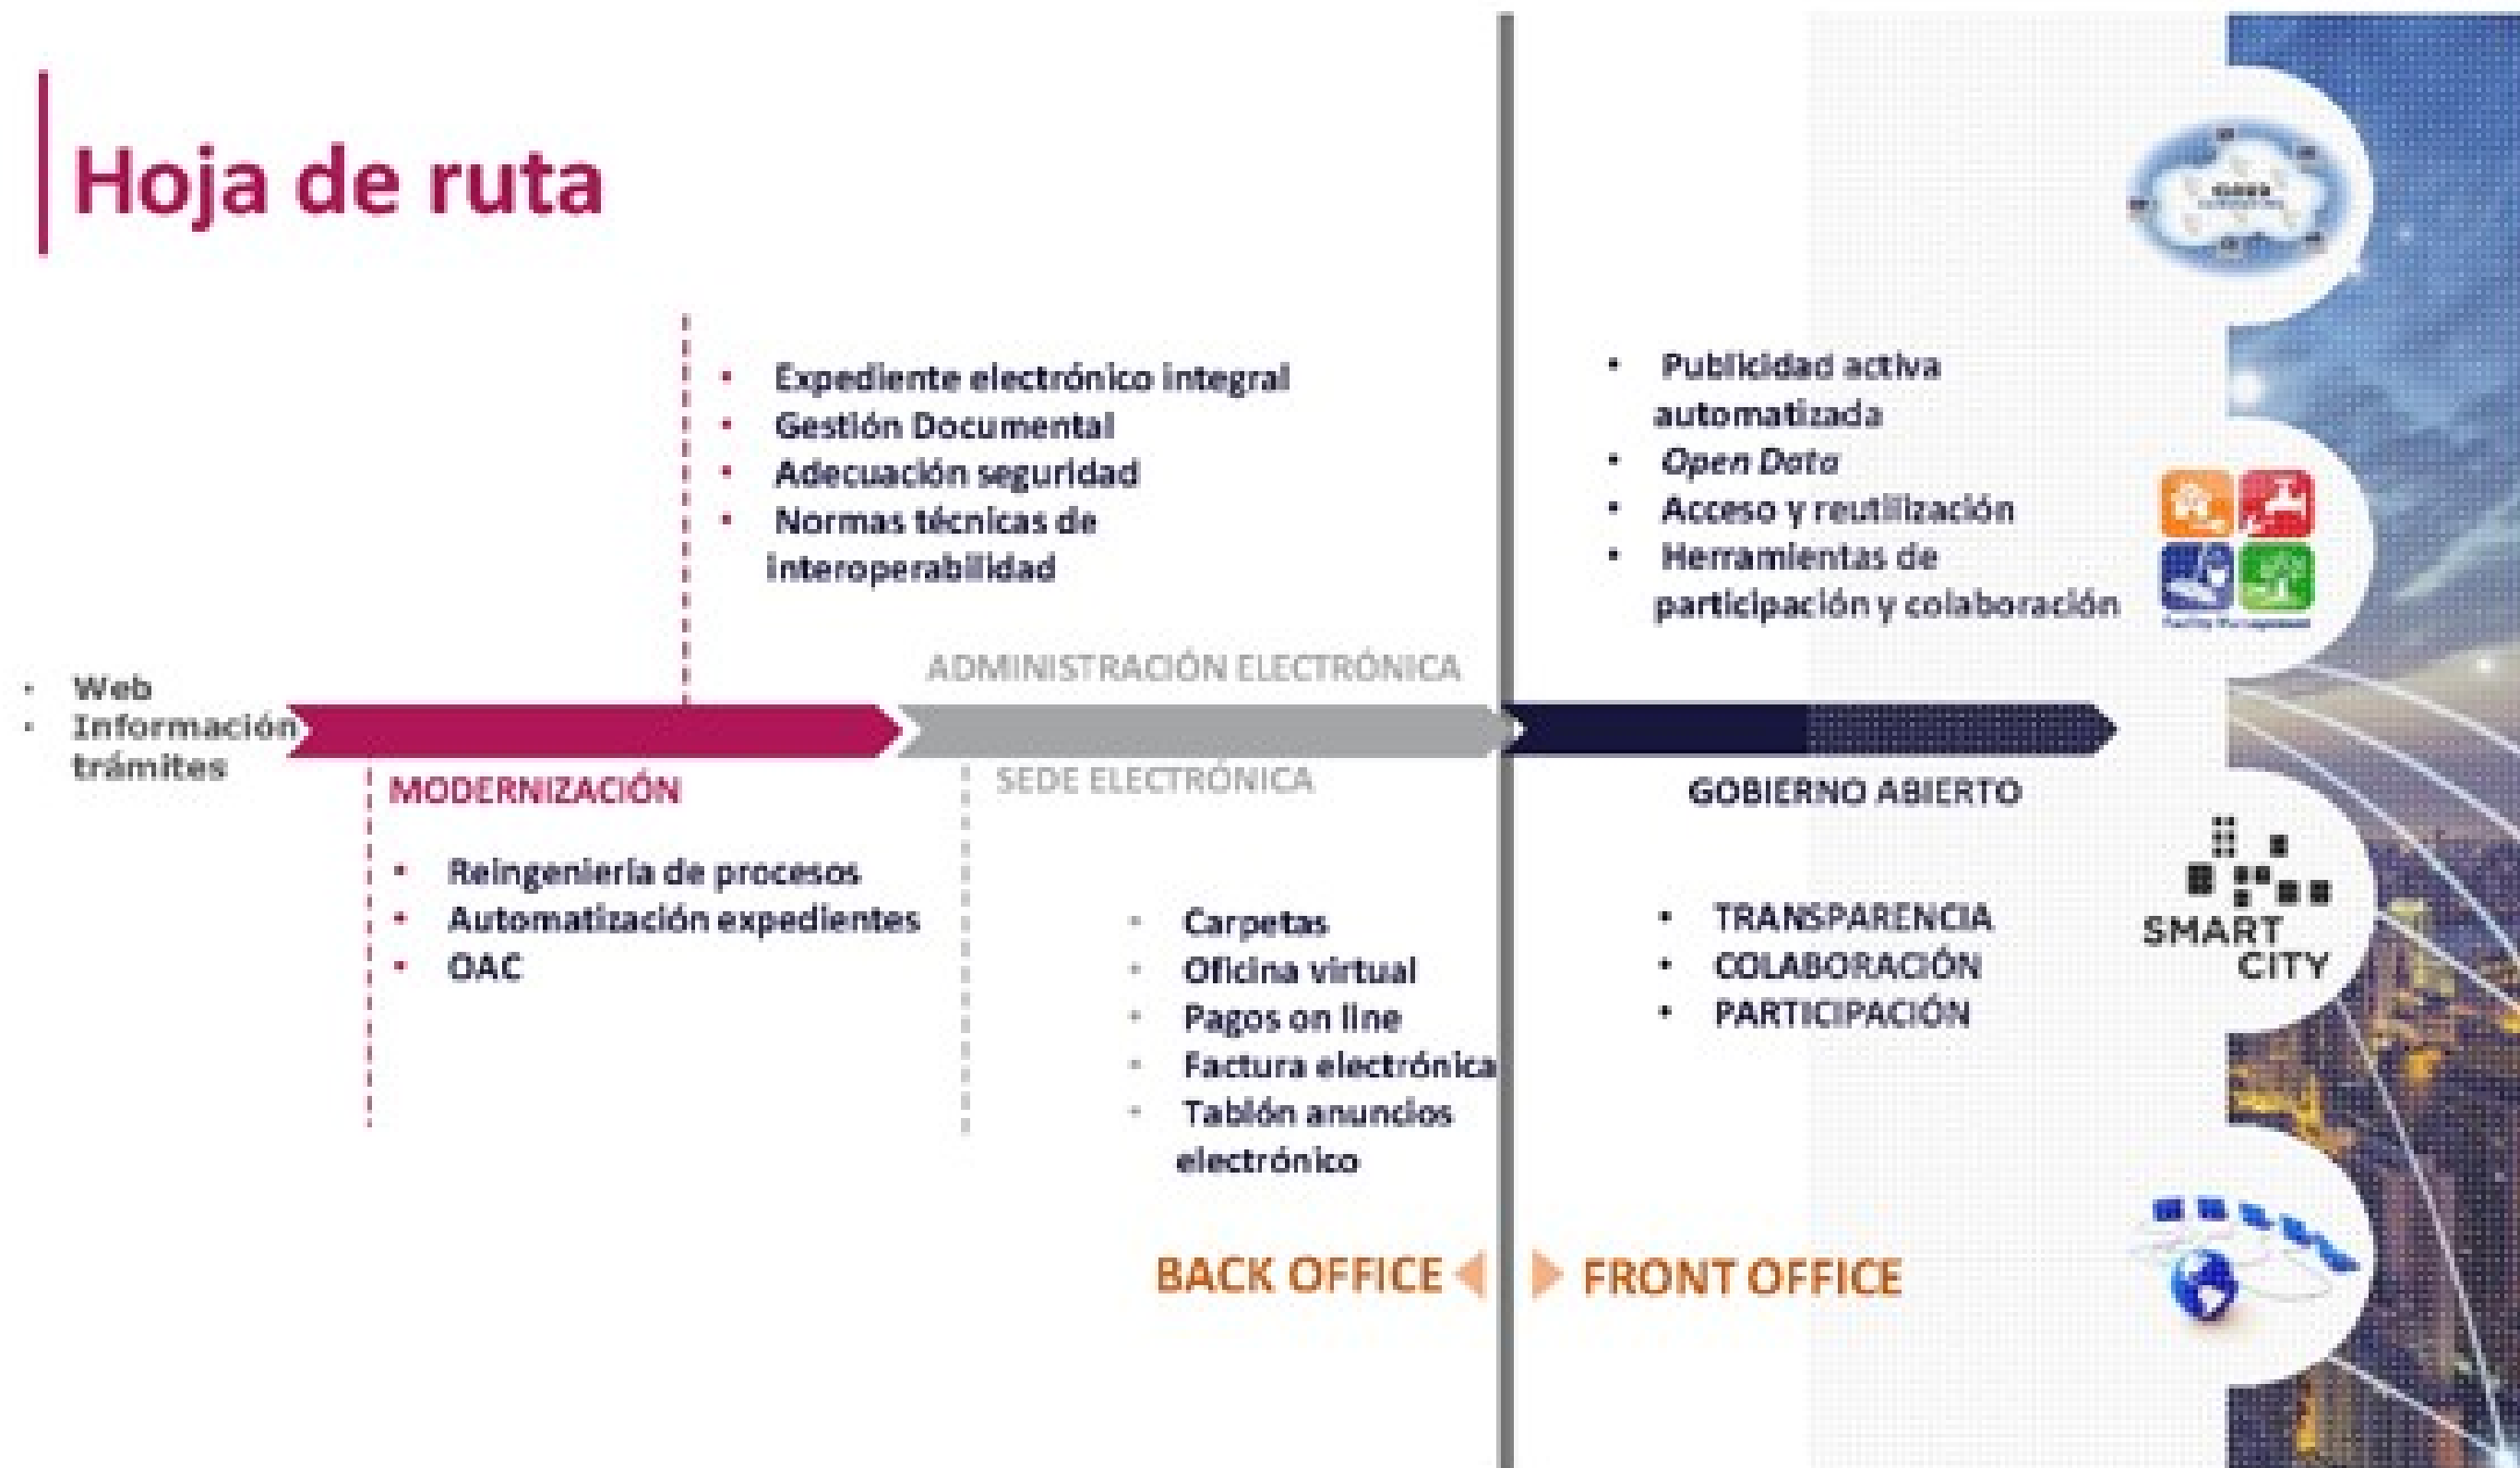 Hoja de ruta
• Expediente electrónico integral
• Gestión Documental
• Adecuación seguridad
• Normas técnicas de
interoperabilidad
• Publicidad activa
automatizada
• Open Data
• Acceso y reutilización
• Herramientas de
participación y colaboración
ADMINISTRACIÓN ELECTRÓNICA
• Web
• Información
trámites
MODERNIZACIÓN
• Reingeniería de procesos
• Automatización expedientes
• OAC
SEDE ELECTRÓNICA
• Carpetas
• Oficina virtual
• Pagos on line
• Factura electrónica
• Tablón anuncios
electrónico
GOBIERNO ABIERTO
• TRANSPARENCIA
• COLABORACIÓN
• PARTICIPACIÓN
BACK OFFICE
FRONT OFFICE
Facility Management
SMART
CITY